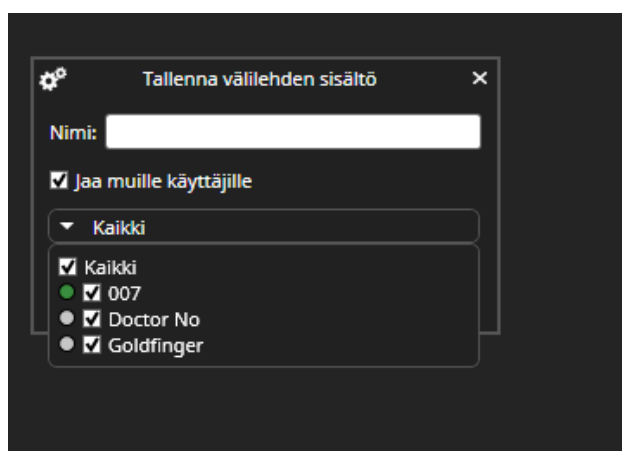 Tallenna välilehden sisältö
Nimi:
Jaa muille käyttäjille
Kaikki
Kaikki
007
Doctor No
Goldfinger